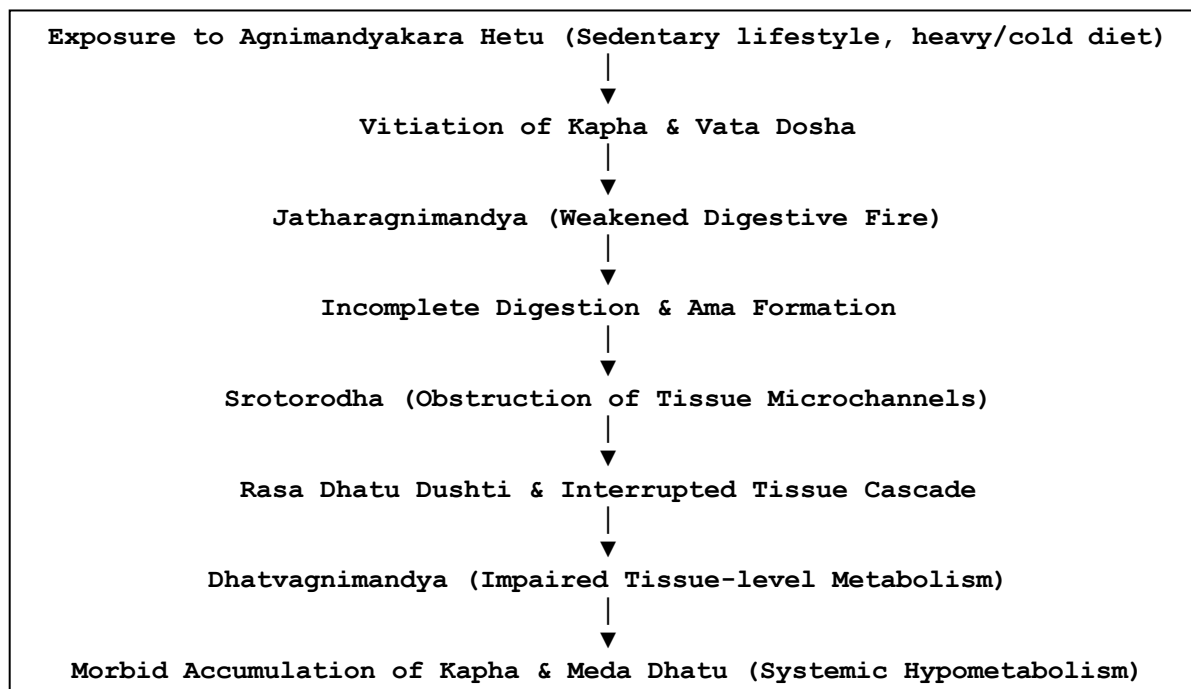 Exposure to Agnimandyakara Hetu (Sedentary lifestyle, heavy/cold diet)
Vitiation of Kapha & Vata Dosha
Jatharagnimandya (Weakened Digestive Fire)
Incomplete Digestion & Ama Formation
Srotorodha (Obstruction of Tissue Microchannels)
Rasa Dhatu Dushti & Interrupted Tissue Cascade
Dhatvagnimandya (Impaired Tissue-level Metabolism)
Morbid Accumulation of Kapha & Meda Dhatu (Systemic Hypometabolism)